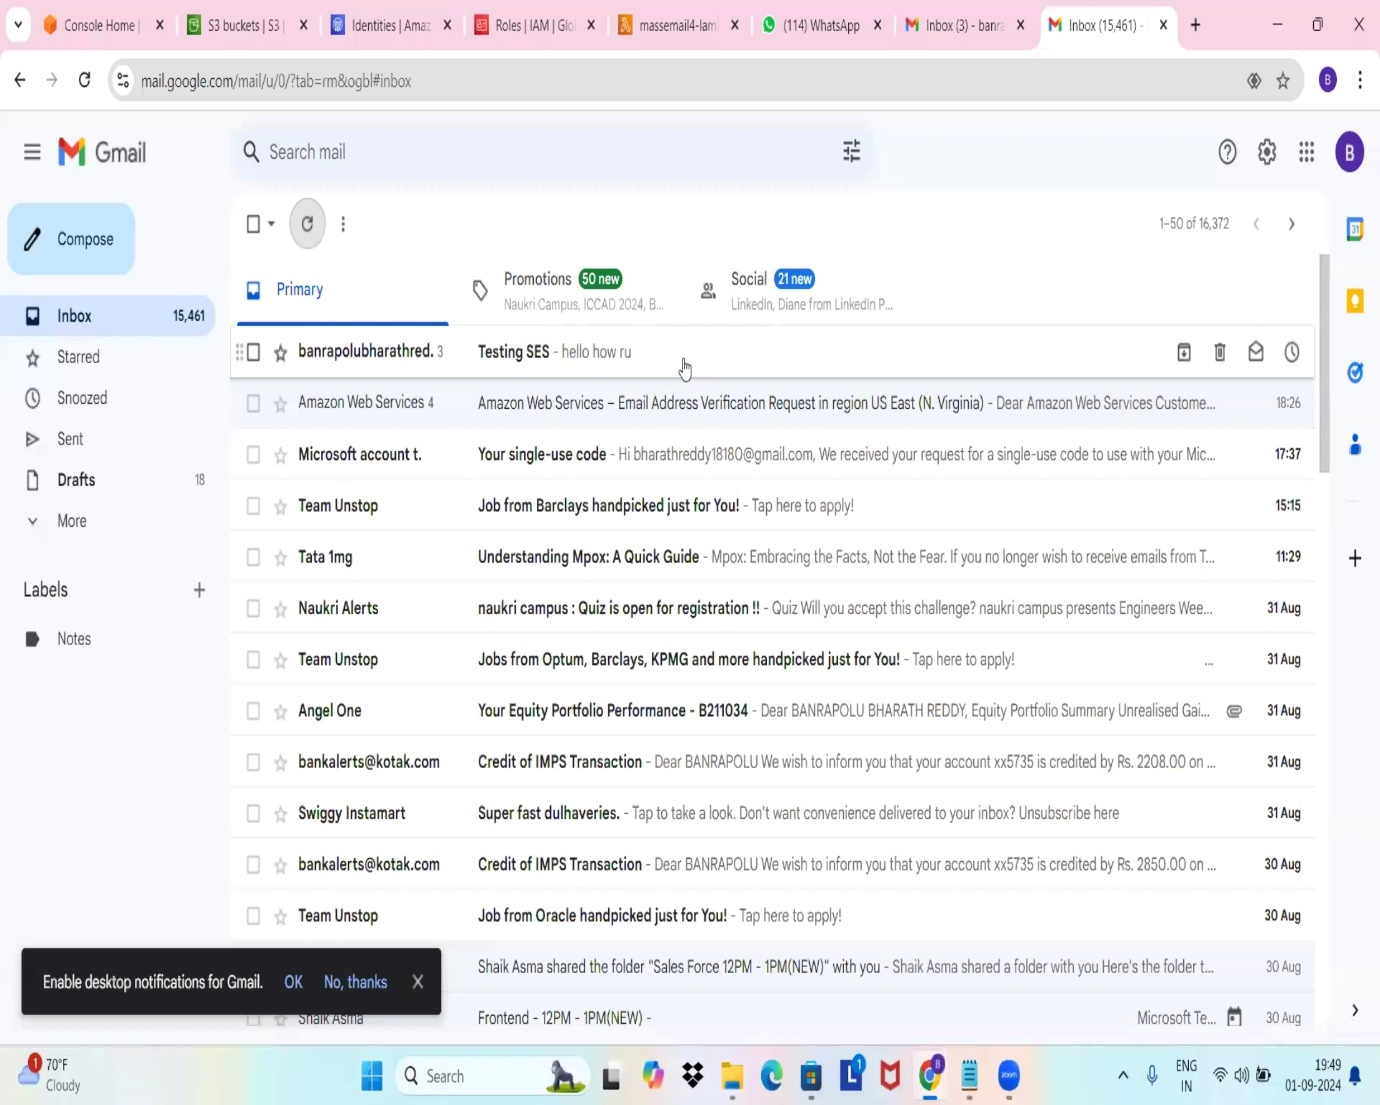 Console Home |
S3 buckets | S3 |
Identities | Amaz
Roles | IAM | Glo
massemail4-lam
(114) WhatsApp
Inbox (3) - banra
Inbox (15,461) -
mail.google.com/mail/u/0/?tab=rm&ogbl#inbox
B
Gmail
Search mail
B
Compose
1–50 of 16,372
31
Primary
Promotions 50 new
Naukri Campus, ICCAD 2024, B...
Social 21 new
LinkedIn, Diane from LinkedIn P...
Inbox 15,461
Starred
Snoozed
Sent
Drafts 18
More
Labels
Notes
banrapolubharathred. 3 Testing SES - hello how ru
Amazon Web Services 4 Amazon Web Services – Email Address Verification Request in region US East (N. Virginia) - Dear Amazon Web Services Custome... 18:26
Microsoft account t. Your single-use code - Hi bharathreddy18180@gmail.com, We received your request for a single-use code to use with your Mic... 17:37
Team Unstop Job from Barclays handpicked just for You! - Tap here to apply! 15:15
Tata 1mg Understanding Mpox: A Quick Guide - Mpox: Embracing the Facts, Not the Fear. If you no longer wish to receive emails from T... 11:29
Naukri Alerts naukri campus : Quiz is open for registration !! - Quiz Will you accept this challenge? naukri campus presents Engineers Wee... 31 Aug
Team Unstop Jobs from Optum, Barclays, KPMG and more handpicked just for You! - Tap here to apply! ... 31 Aug
Angel One Your Equity Portfolio Performance - B211034 - Dear BANRAPOLU BHARATH REDDY, Equity Portfolio Summary Unrealised Gai... 31 Aug
bankalerts@kotak.com Credit of IMPS Transaction - Dear BANRAPOLU We wish to inform you that your account xx5735 is credited by Rs. 2208.00 on ... 31 Aug
Swiggy Instamart Super fast dulhaveries. - Tap to take a look. Don't want convenience delivered to your inbox? Unsubscribe here 31 Aug
bankalerts@kotak.com Credit of IMPS Transaction - Dear BANRAPOLU We wish to inform you that your account xx5735 is credited by Rs. 2850.00 on ... 30 Aug
Team Unstop Job from Oracle handpicked just for You! - Tap here to apply! 30 Aug
Shaik Asma shared the folder "Sales Force 12PM - 1PM(NEW)" with you - Shaik Asma shared a folder with you Here's the folder t... 30 Aug
Shaik Asma Frontend - 12PM - 1PM(NEW) - Microsoft Te... 30 Aug
Enable desktop notifications for Gmail. OK No, thanks X
1
70°F
Cloudy
Search
L 1
B
zoom
ENG
IN
19:49
01-09-2024